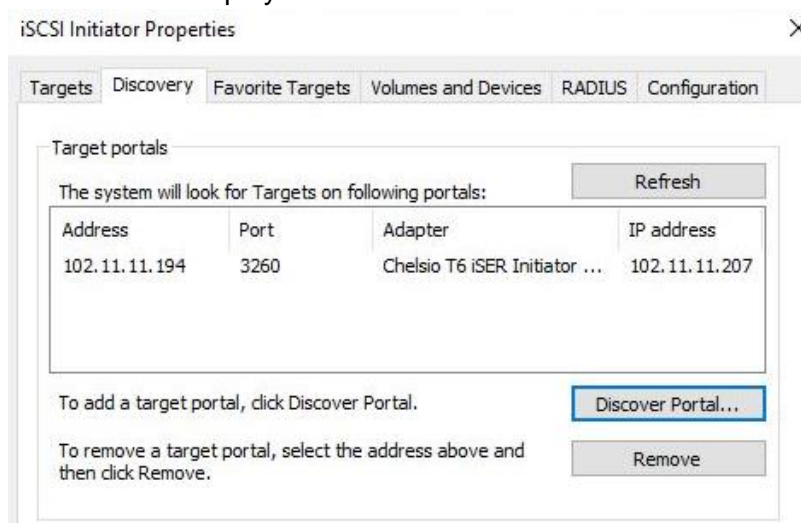 iSCSI Initiator Properties
Targets Discovery Favorite Targets Volumes and Devices RADIUS Configuration
Target portals
The system will look for Targets on following portals:
Refresh
Address Port Adapter IP address
102.11.11.194 3260 Chelsio T6 iSER Initiator ... 102.11.11.207
To add a target portal, click Discover Portal.
Discover Portal...
To remove a target portal, select the address above and
then click Remove.
Remove